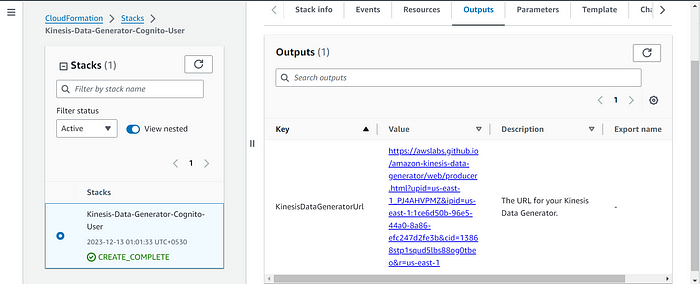 CloudFormation > Stacks >
Kinesis-Data-Generator-Cognito-User
Stacks (1)
Filter by stack name
Filter status
Active
View nested
1
Stacks
Kinesis-Data-Generator-Cognito-
User
2023-12-13 01:01:33 UTC+0530
CREATE_COMPLETE
Stack info Events Resources Outputs Parameters Template Cha
Outputs (1)
Search outputs
1
Key Value Description Export name
KinesisDataGeneratorUrl
https://awslabs.github.io
/amazon-kinesis-data-
generator/web/producer
.html?upid=us-east-
1_PJ4AHVPMZ&ipid=us-
east-1:1ce6d50b-96e5-
44a0-8a86-
efc247d2fe3b&cid=1386
8stp1squd5lbs88og0tbe
o&r=us-east-1
The URL for your Kinesis
Data Generator.
-